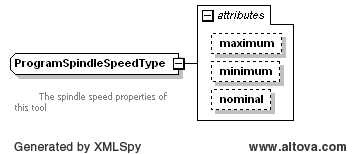 attributes
maximum
ProgramSpindleSpeedType
minimum
The spindle speed properties of
this tool
nominal
Generated by XMLSpy
www.altova.com